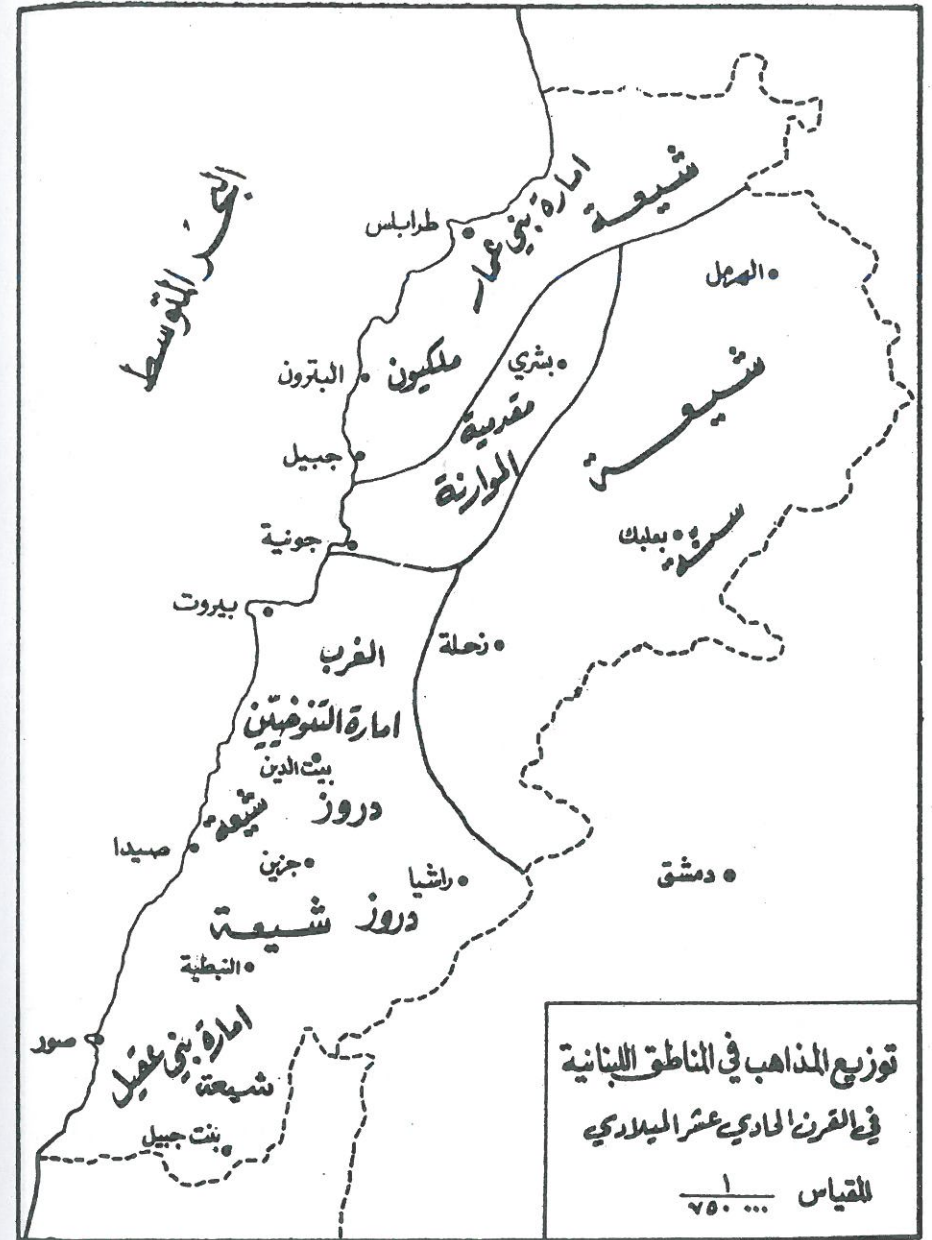 شيعة
امارة بني عمار
طرابلس
البحر المتوسط
الهرمل
شيعة
بشري
ملكيون
البترون
مقدمية
الموارنة
جبيل
سنة
بعلبك
جونية
بيروت
زحلة
الغرب
امارة التنوخيين
بيت الدين
دروز
شيعة
صيدا
جزين
راشيا
دمشق
دروز
شيعة
النبطية
امارة بني عقيل
صور
شيعة
بنت جبيل
توزيع المذاهب في المناطق اللبنانية
في القرن الحادي عشر الميلادي
المقياس ١/٧٥٠٠٠٠